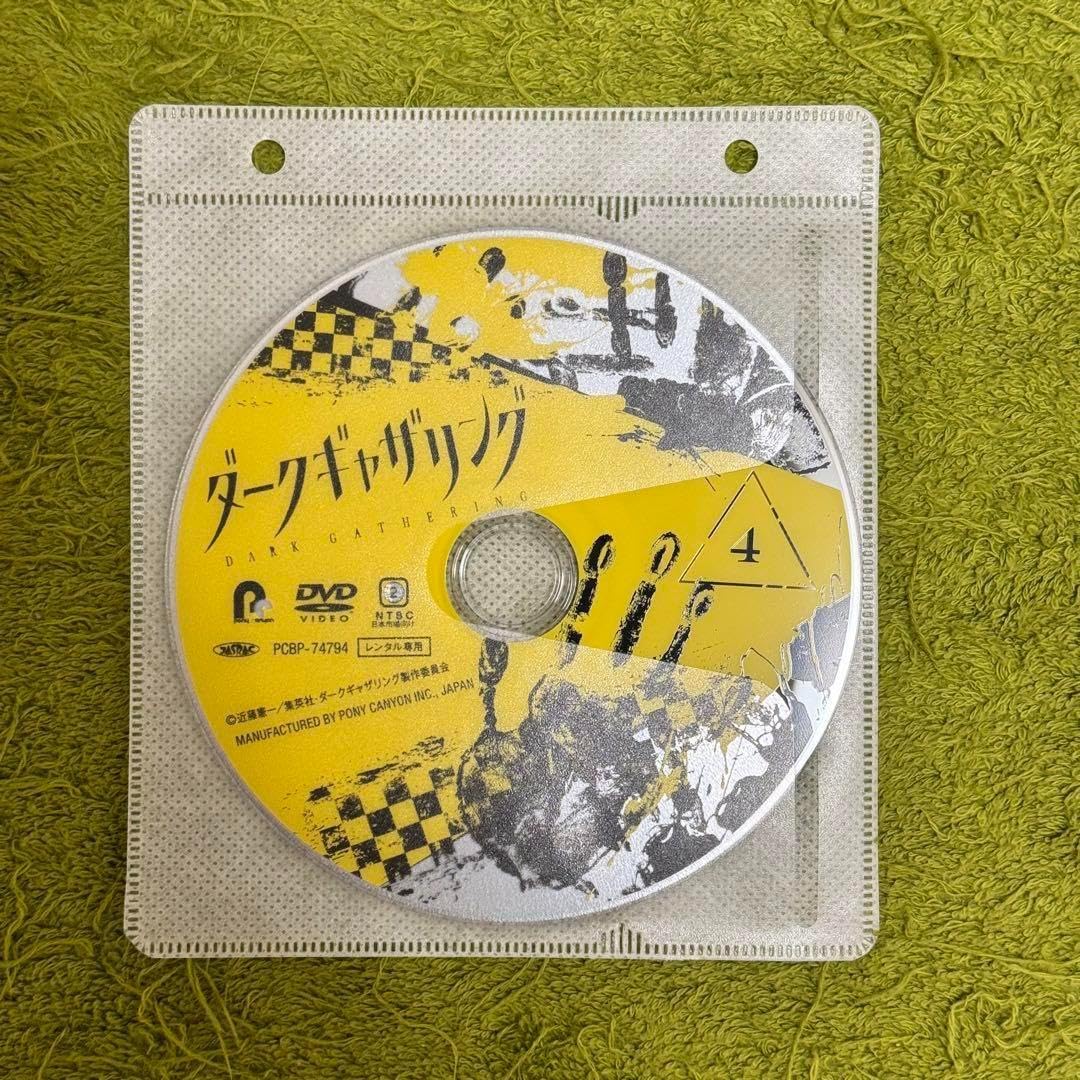 ダークギャザリング
DARK GATHERING
4
DVD
VIDEO
2
NTSC
日本市場向け
JASRAC
PCBP-74794
レンタル専用
©近藤憲一/集英社・ダークギャザリング製作委員会
MANUFACTURED BY PONY CANYON INC., JAPAN